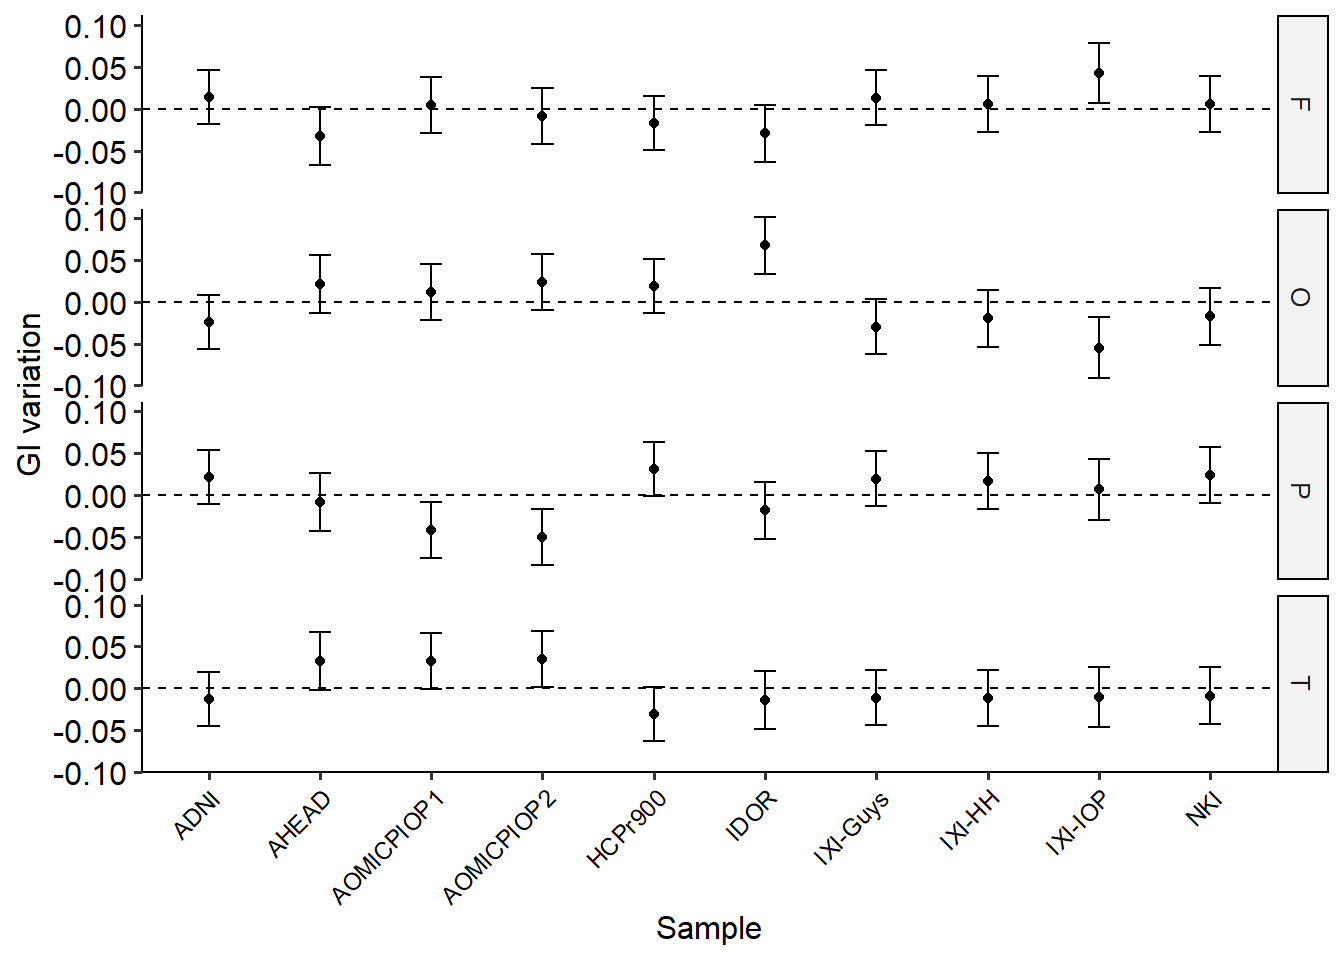 0.10
0.05
0.00
-0.05
-0.10
F
0.10
0.05
0.00
-0.05
-0.10
O
GI variation
0.10
0.05
0.00
-0.05
-0.10
P
0.10
0.05
0.00
-0.05
-0.10
T
ADNI
AHEAD
AOMICPIOP1
AOMICPIOP2
HCPr900
IDOR
IXI-Guys
IXI-HH
IXI-IOP
NKI
Sample